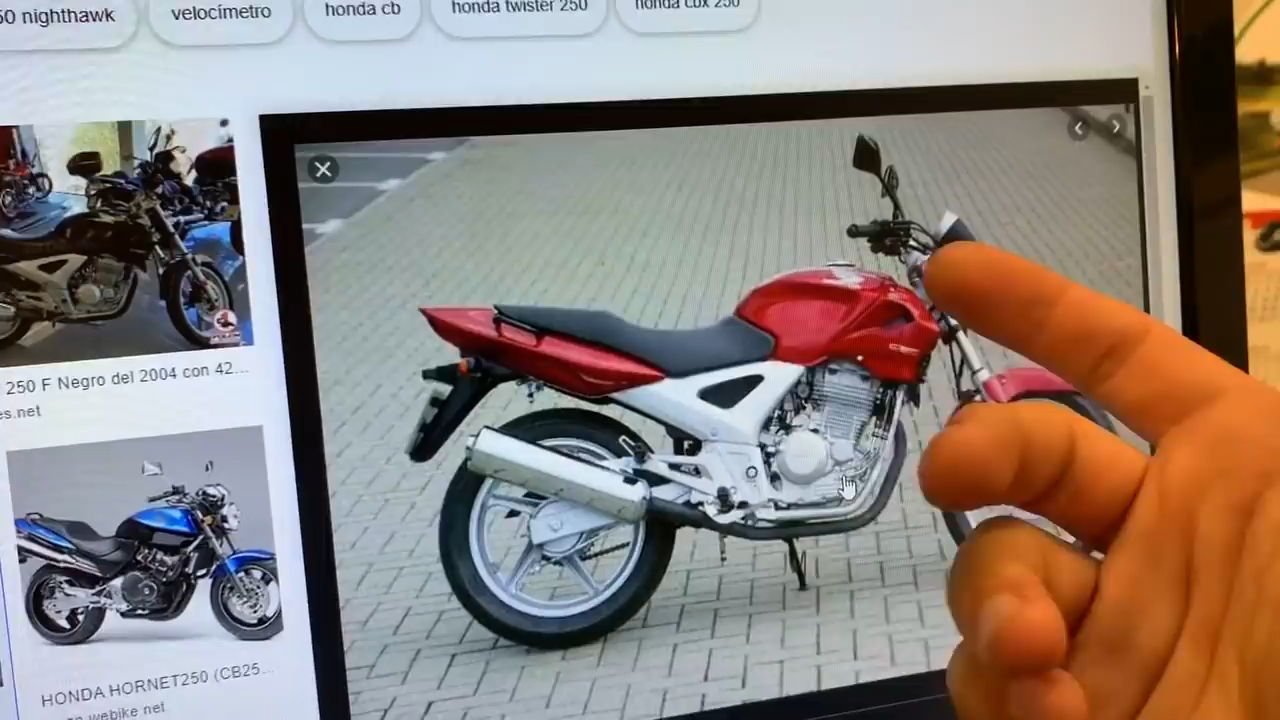 50 nighthawk
velocímetro
honda cb
honda twister 250
honda cbx 250
250 F Negro del 2004 con 42...
es.net
HONDA HORNET250 (CB25...
webike net